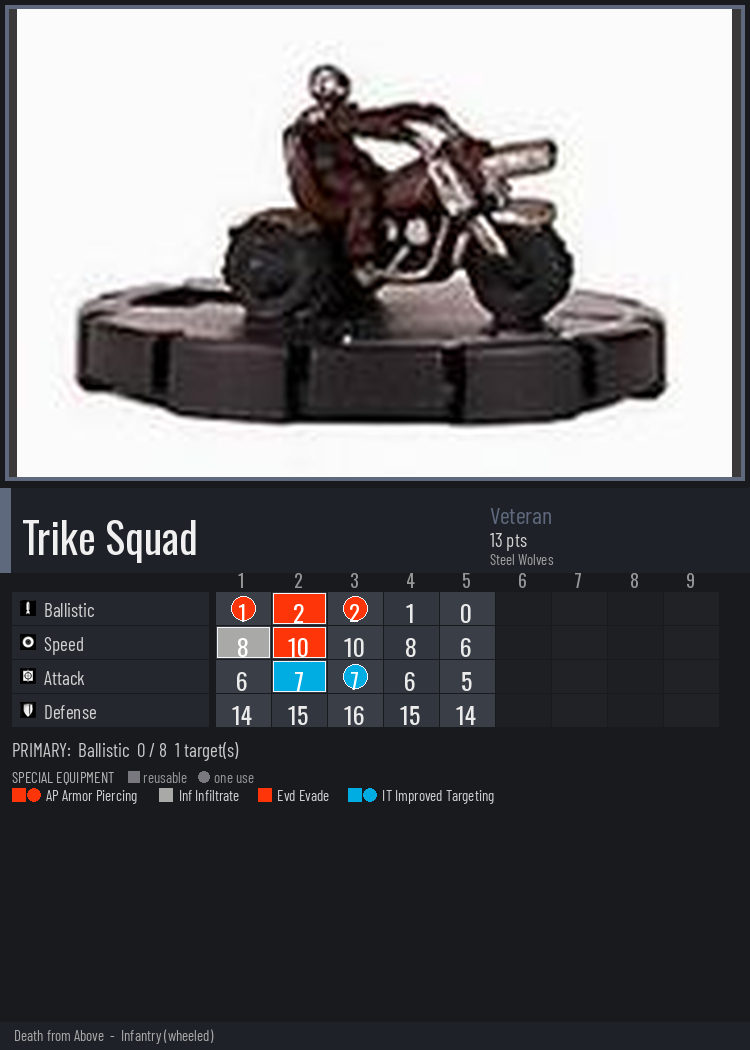 Trike Squad
Veteran
13 pts
Steel Wolves
1 2 3 4 5 6 7 8 9
Ballistic 1 2 2 1 0
Speed 8 10 10 8 6
Attack 6 7 7 6 5
Defense 14 15 16 15 14
PRIMARY: Ballistic 0 / 8 1 target(s)
SPECIAL EQUIPMENT reusable one use
AP Armor Piercing Inf Infiltrate Evd Evade IT Improved Targeting
Death from Above - Infantry (wheeled)